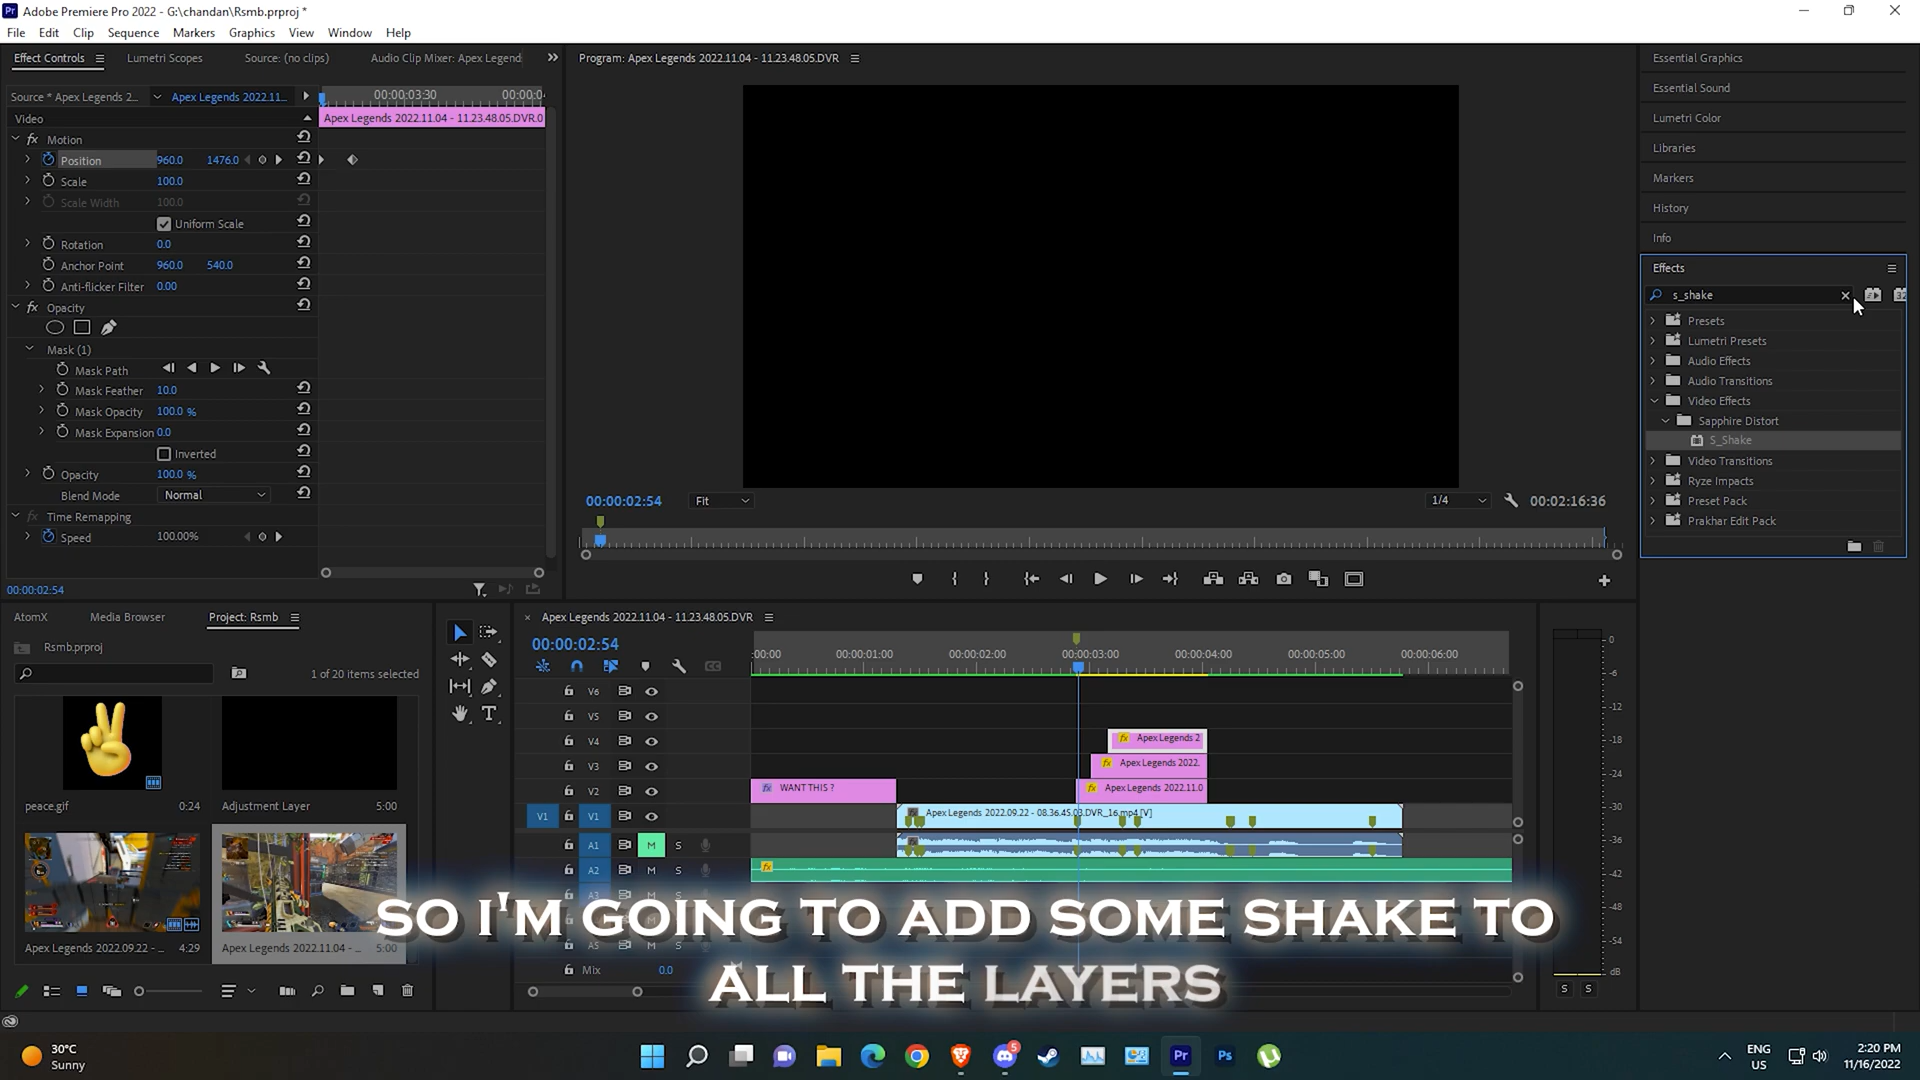 Adobe Premiere Pro 2022 - G:\chandan\Rsmb.prproj *
File Edit Clip Sequence Markers Graphics View Window Help
Effect Controls Lumetri Scopes Source: (no clips) Audio Clip Mixer: Apex Legend
Program: Apex Legends 2022.11.04 - 11.23.48.05.DVR
Source * Apex Legends 2... Apex Legends 2022.11... 00:00:03:30
Video
Apex Legends 2022.11.04 - 11.23.48.05.DVR.0
fx Motion
Position 960.0 1476.0
Scale 100.0
Scale Width 100.0
Uniform Scale
Rotation 0.0
Anchor Point 960.0 540.0
Anti-flicker Filter 0.00
fx Opacity
Mask (1)
Mask Path
Mask Feather 10.0
Mask Opacity 100.0 %
Mask Expansion 0.0
Inverted
Opacity 100.0 %
Blend Mode Normal
fx Time Remapping
Speed 100.00%
00:00:02:54
00:00:02:54 Fit 1/4 00:02:16:36
Essential Graphics
Essential Sound
Lumetri Color
Libraries
Markers
History
Info
Effects
s_shake
Presets
Lumetri Presets
Audio Effects
Audio Transitions
Video Effects
Sapphire Distort
S_Shake
Video Transitions
Ryze Impacts
Preset Pack
Prakhar Edit Pack
AtomX Media Browser Project: Rsmb
Rsmb.prproj
1 of 20 items selected
peace.gif 0:24
Adjustment Layer 5:00
Apex Legends 2022.09.22 - ... 4:29
Apex Legends 2022.11.04 - ... 5:00
Apex Legends 2022.11.04 - 11.23.48.05.DVR
00:00:02:54
:00:00 00:00:01:00 00:00:02:00 00:00:03:00 00:00:04:00 00:00:05:00 00:00:06:00
V6
V5
V4 fx Apex Legends 2
V3 fx Apex Legends 2022.
V2 fx WANT THIS ? fx Apex Legends 2022.11.0
V1 V1 Apex Legends 2022.09.22 - 08.36.45.03.DVR_16.mp4 [V]
A1 M S
A2 M S fx
A5
Mix 0.0
0
-6
-12
-18
-24
-30
-36
-42
-48
-54
dB
S S
SO I'M GOING TO ADD SOME SHAKE TO
ALL THE LAYERS
30°C
Sunny
5
Pr
Ps
ENG
US
2:20 PM
11/16/2022